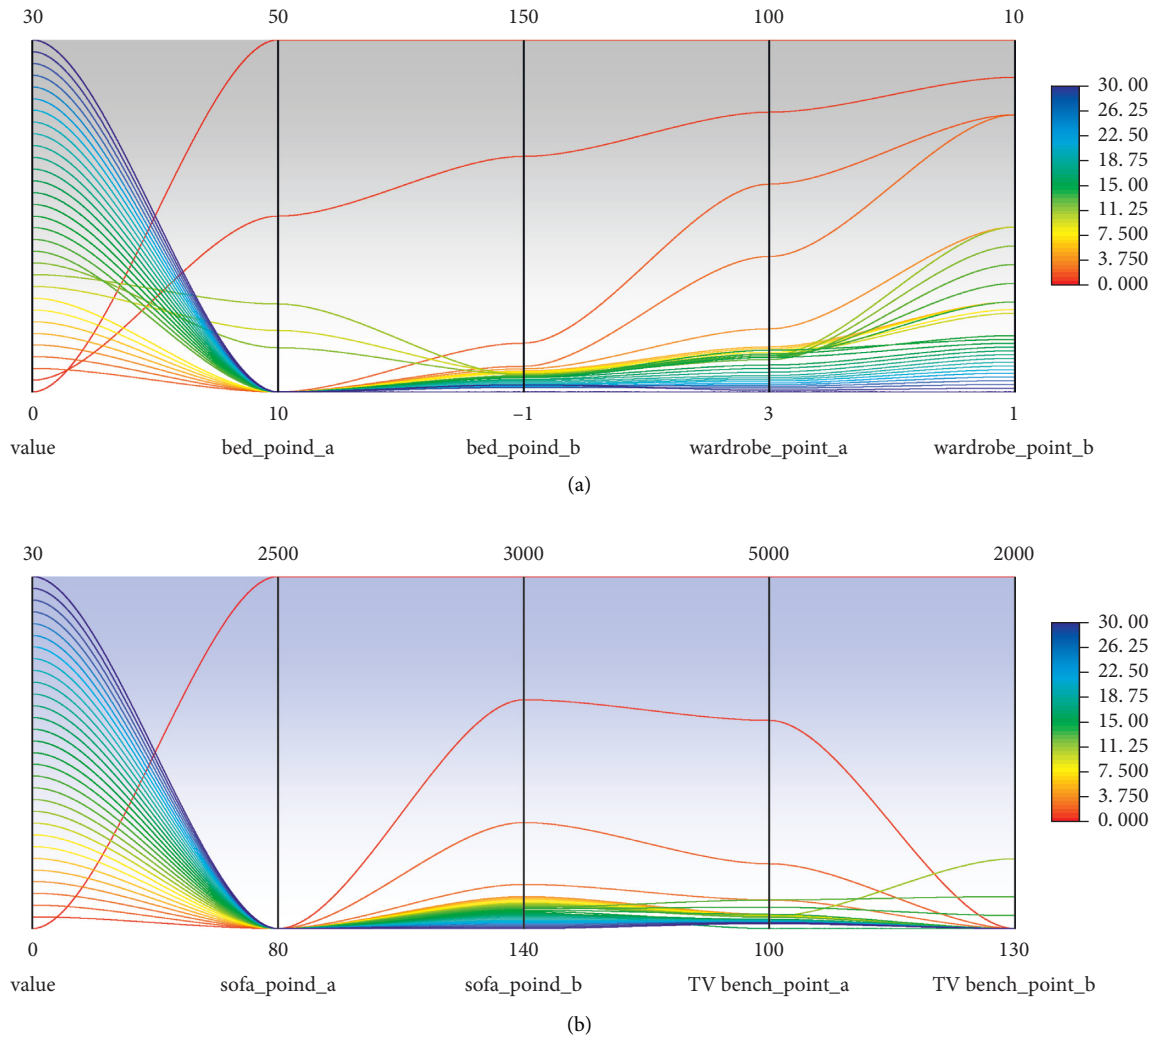 30 50 150 100 10
30.00
26.25
22.50
18.75
15.00
11.25
7.500
3.750
0.000
0 10 –1 3 1
value bed_poind_a bed_poind_b wardrobe_point_a wardrobe_point_b
(a)
30 2500 3000 5000 2000
30.00
26.25
22.50
18.75
15.00
11.25
7.500
3.750
0.000
0 80 140 100 130
value sofa_poind_a sofa_poind_b TV bench_point_a TV bench_point_b
(b)